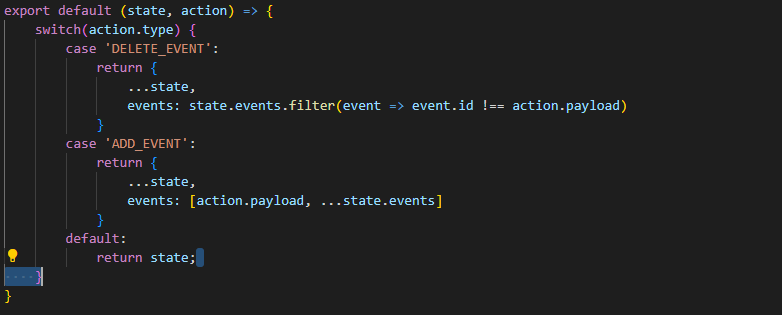 export default (state, action) => {
    switch(action.type) {
        case 'DELETE_EVENT':
            return {
                ...state,
                events: state.events.filter(event => event.id !== action.payload)
            }
        case 'ADD_EVENT':
            return {
                ...state,
                events: [action.payload, ...state.events]
            }
        default:
            return state;
    }
}